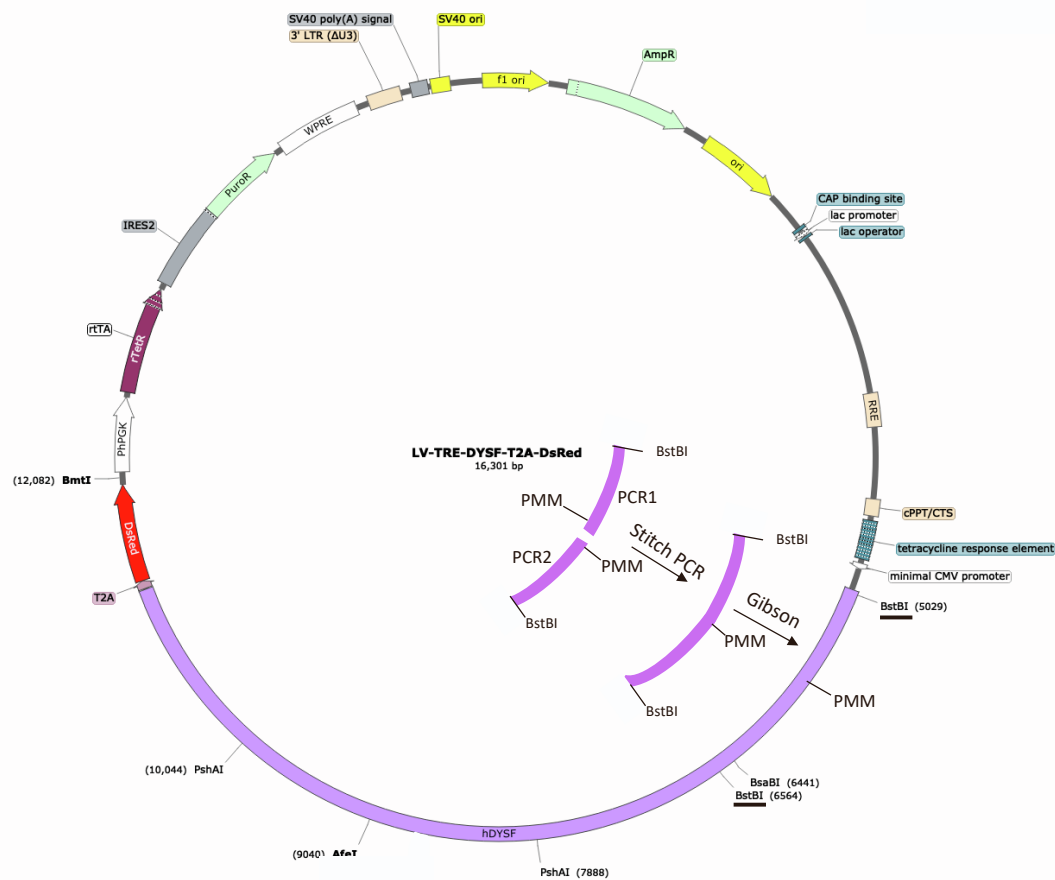 SV40 poly(A) signal
SV40 ori
3' LTR (ΔU3)
f1 ori
AmpR
WPRE
ori
PuroR
CAP binding site
lac promoter
lac operator
IRES2
rtTA
rTetR
RRE
PhPGK
LV-TRE-DYSF-T2A-DsRed
16,301 bp
BstBI
(12,082) BmtI
PMM
PCR1
cPPT/CTS
DsRed
Stitch PCR
PCR2
PMM
BstBI
tetracycline response element
minimal CMV promoter
T2A
Gibson
BstBI (5029)
BstBI
PMM
PMM
BstBI
(10,044) PshAI
BsaBI (6441)
BstBI (6564)
hDYSF
(9040) AfeI
PshAI (7888)